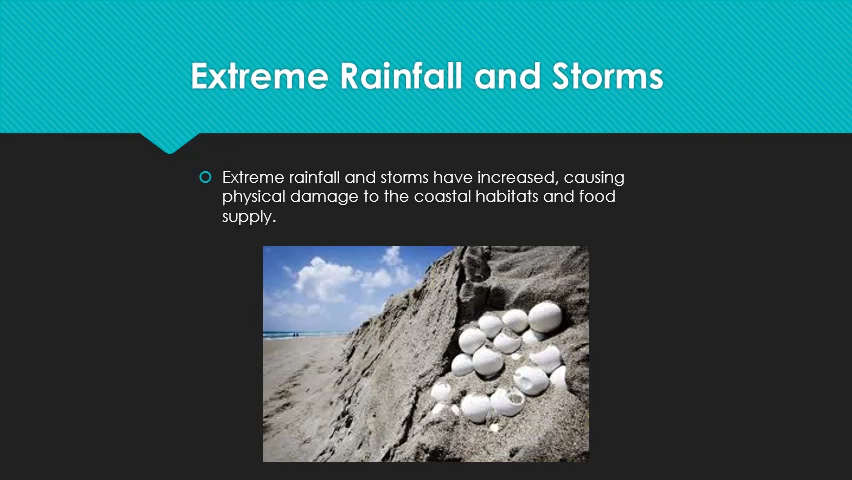 Extreme Rainfall and Storms
Extreme rainfall and storms have increased, causing
physical damage to the coastal habitats and food
supply.